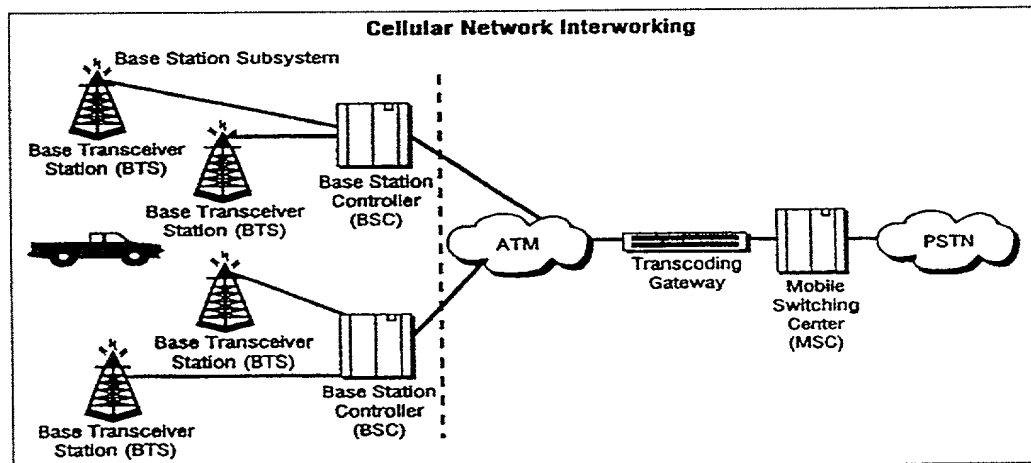 Cellular Network Interworking
Base Station Subsystem
Base Transceiver
Station (BTS)
Base Transceiver
Station (BTS)
Base Station
Controller
(BSC)
ATM
Transcoding
Gateway
Mobile
Switching
Center
(MSC)
PSTN
Base Transceiver
Station (BTS)
Base Station
Controller
(BSC)
Base Transceiver
Station (BTS)